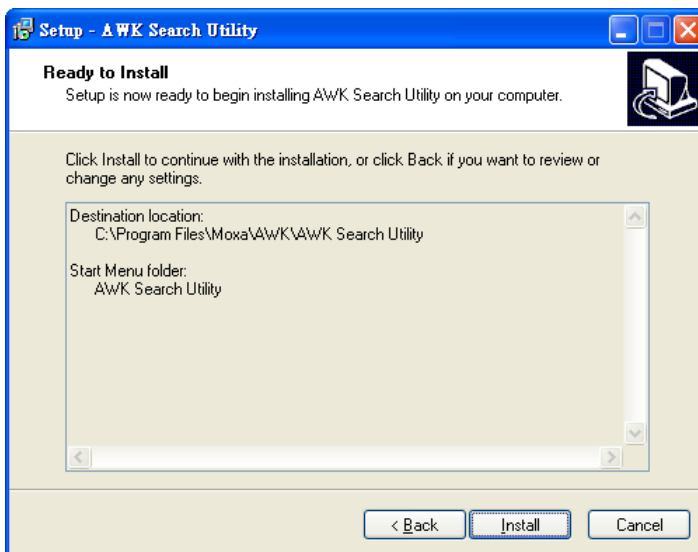 Setup - AWK Search Utility
Ready to Install
Setup is now ready to begin installing AWK Search Utility on your computer.
Click Install to continue with the installation, or click Back if you want to review or
change any settings.
Destination location:
C:\Program Files\Moxa\AWK\AWK Search Utility
Start Menu folder:
AWK Search Utility
< Back
Install
Cancel